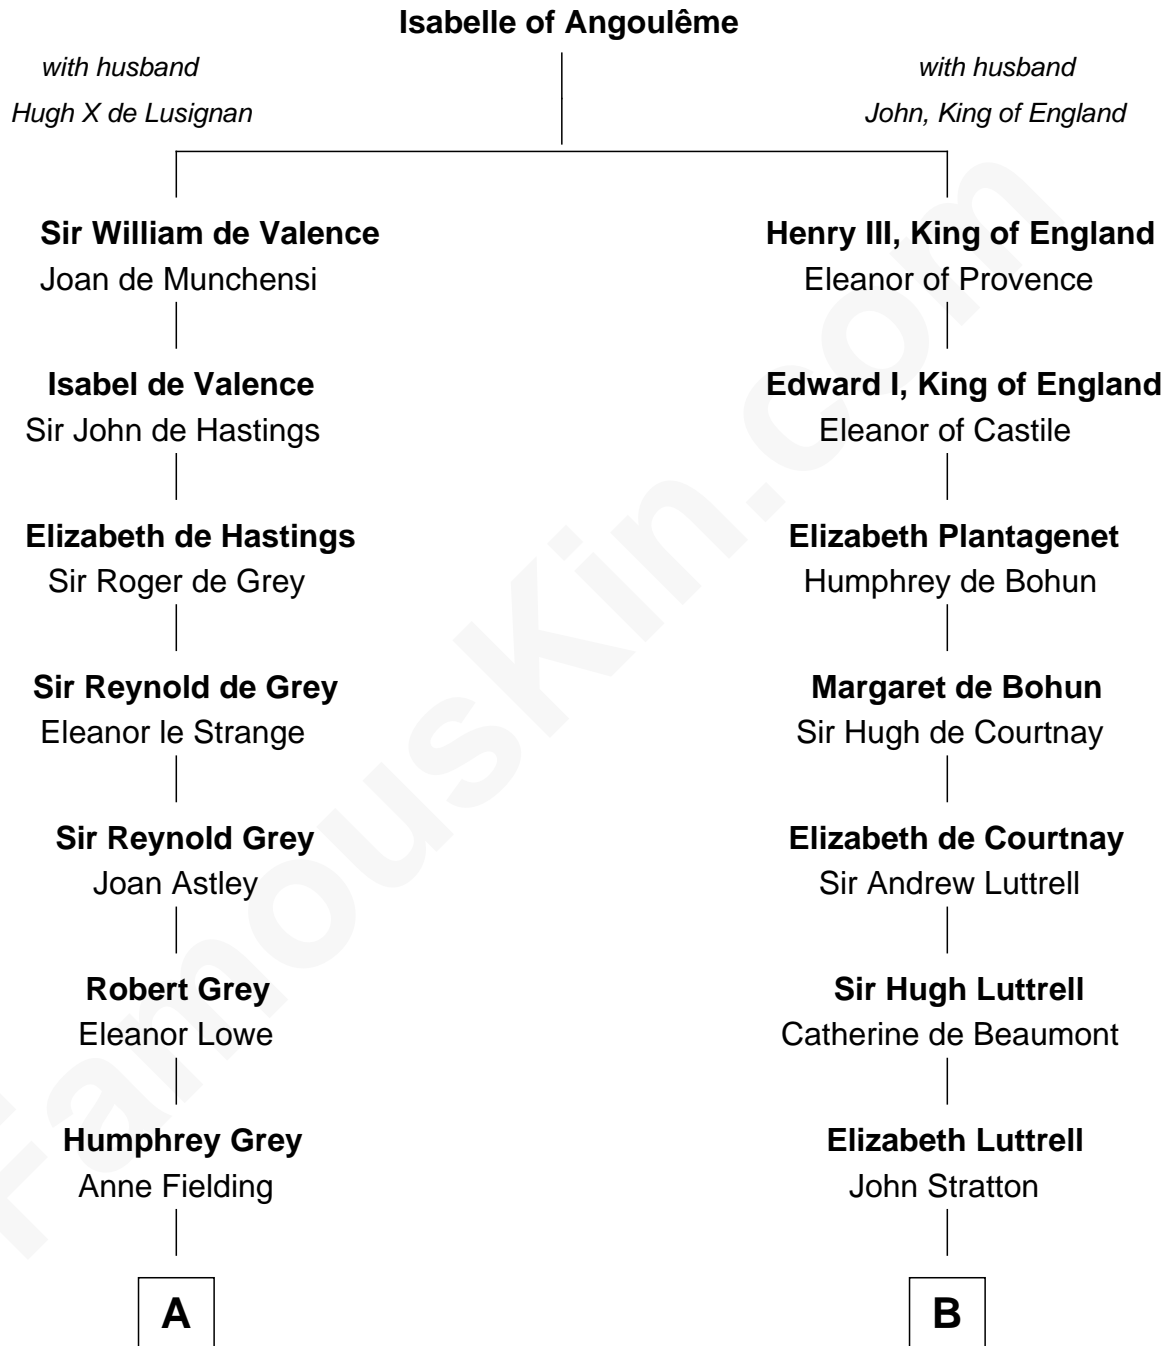 Isabelle of Angoulême
with husband
Hugh X de Lusignan
with husband
John, King of England
Sir William de Valence
Joan de Munchensi
Henry III, King of England
Eleanor of Provence
Isabel de Valence
Sir John de Hastings
Edward I, King of England
Eleanor of Castile
Elizabeth de Hastings
Sir Roger de Grey
Elizabeth Plantagenet
Humphrey de Bohun
Sir Reynold de Grey
Eleanor le Strange
Margaret de Bohun
Sir Hugh de Courtnay
Sir Reynold Grey
Joan Astley
Elizabeth de Courtnay
Sir Andrew Luttrell
Robert Grey
Eleanor Lowe
Sir Hugh Luttrell
Catherine de Beaumont
Humphrey Grey
Anne Fielding
Elizabeth Luttrell
John Stratton
A
B
FamousKin.com